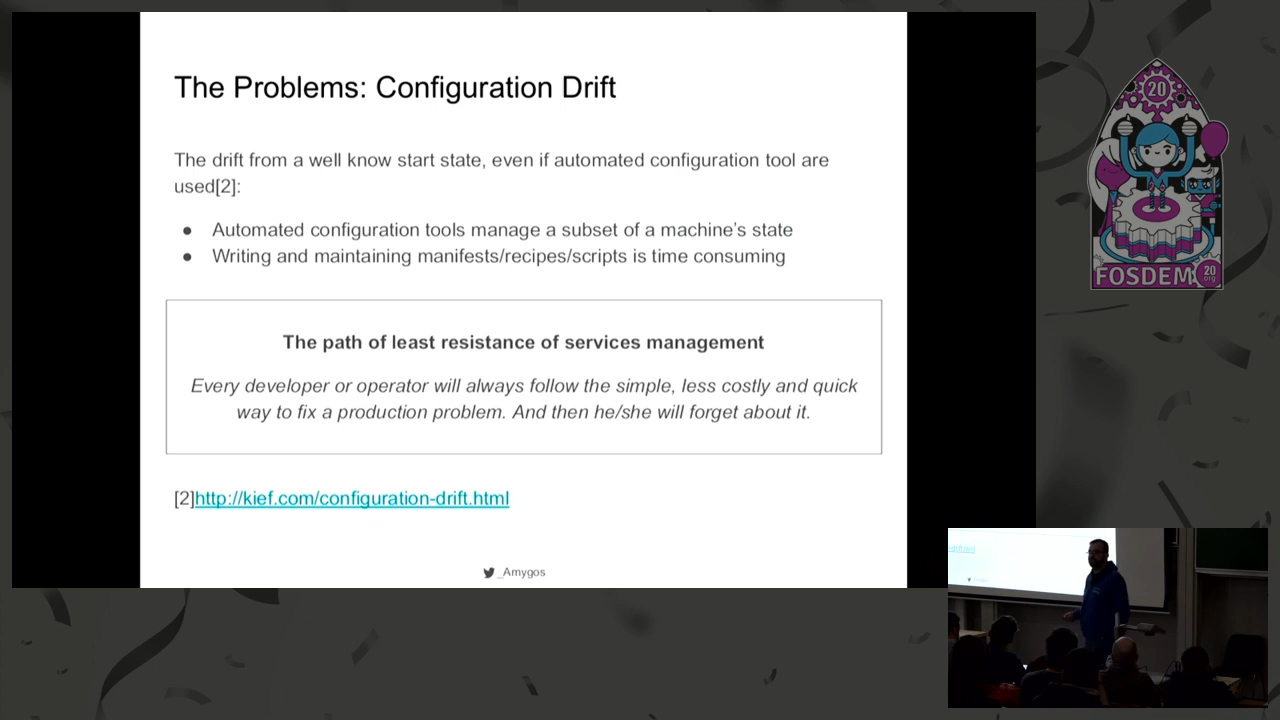 The Problems: Configuration Drift
The drift from a well know start state, even if automated configuration tool are
used[2]:
● Automated configuration tools manage a subset of a machine's state
● Writing and maintaining manifests/recipes/scripts is time consuming
The path of least resistance of services management
Every developer or operator will always follow the simple, less costly and quick
way to fix a production problem. And then he/she will forget about it.
[2]http://kief.com/configuration-drift.html
_Amygos
20
FOSDEM
20
.org